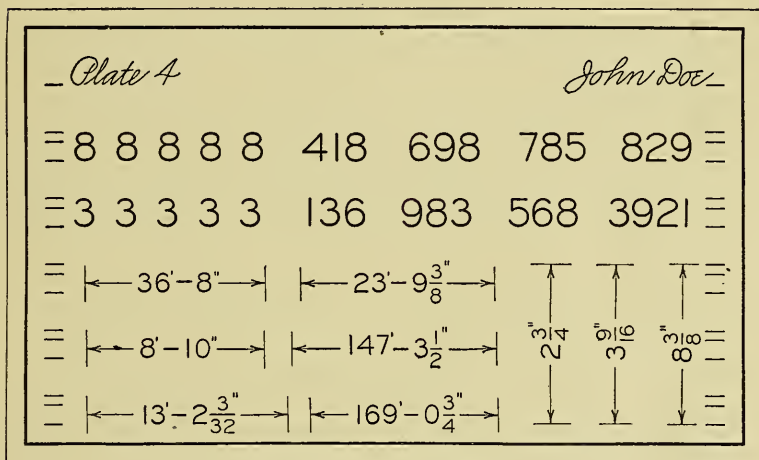 Plate 4 John Doe
8 8 8 8 8 418 698 785 829
3 3 3 3 3 136 983 568 3921
36'-8" 23'-9 3/8"
8'-10" 147'-3 1/2"
13'-2 3/32" 169'-0 3/4"
2 3/4"
3 9/16"
8 3/8"